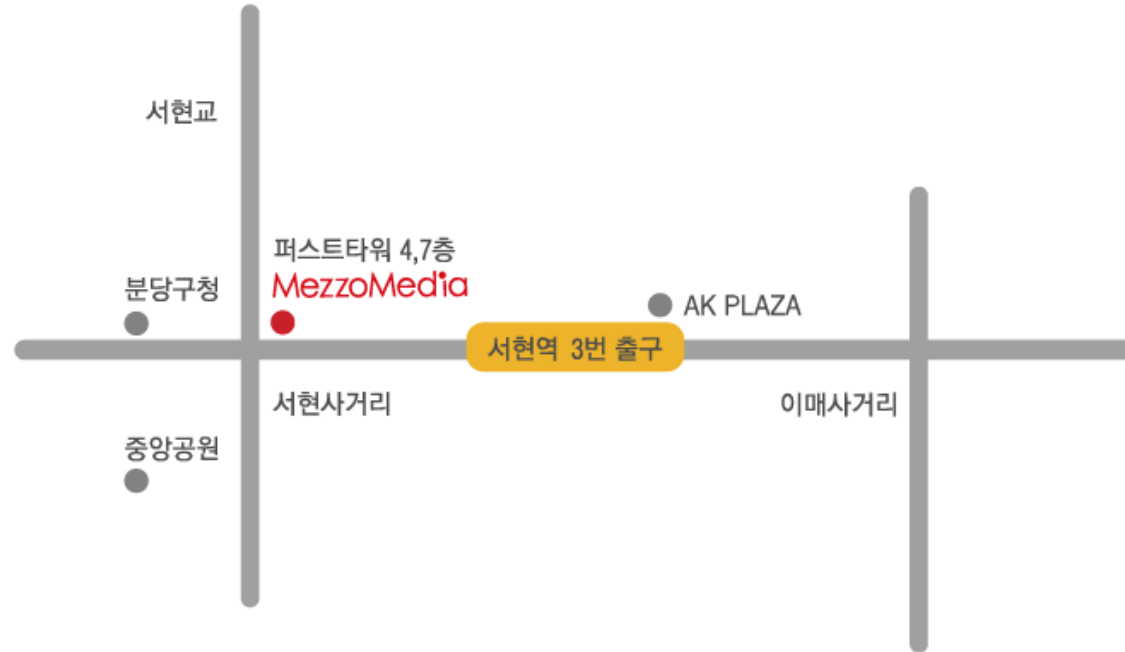 서현교
퍼스트타워 4,7층
MezzoMedia
분당구청
AK PLAZA
서현역 3번 출구
서현사거리
이매사거리
중앙공원